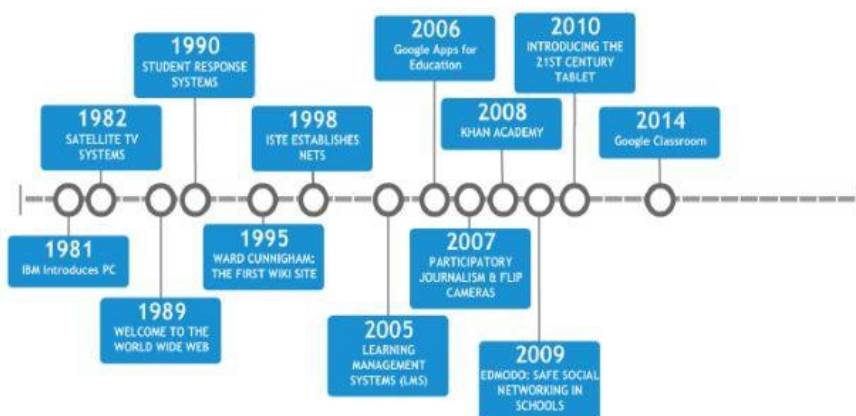 1981
IBM Introduces PC
1982
SATELLITE TV
SYSTEMS
1989
WELCOME TO THE
WORLD WIDE WEB
1990
STUDENT RESPONSE
SYSTEMS
1995
WARD CUNNIGHAM:
THE FIRST WIKI SITE
1998
ISTE ESTABLISHES
NETS
2005
LEARNING
MANAGEMENT
SYSTEMS (LMS)
2006
Google Apps for
Education
2007
PARTICIPATORY
JOURNALISM & FLIP
CAMERAS
2008
KHAN ACADEMY
2009
EDMODO: SAFE SOCIAL
NETWORKING IN
SCHOOLS
2010
INTRODUCING THE
21ST CENTURY
TABLET
2014
Google Classroom